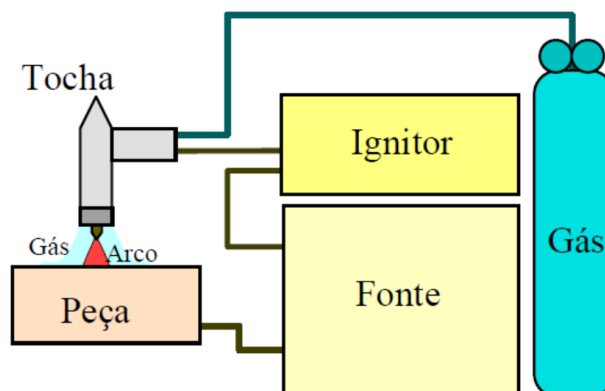 Tocha
Ignitor
Gás
Arco
Gás
Peça
Fonte